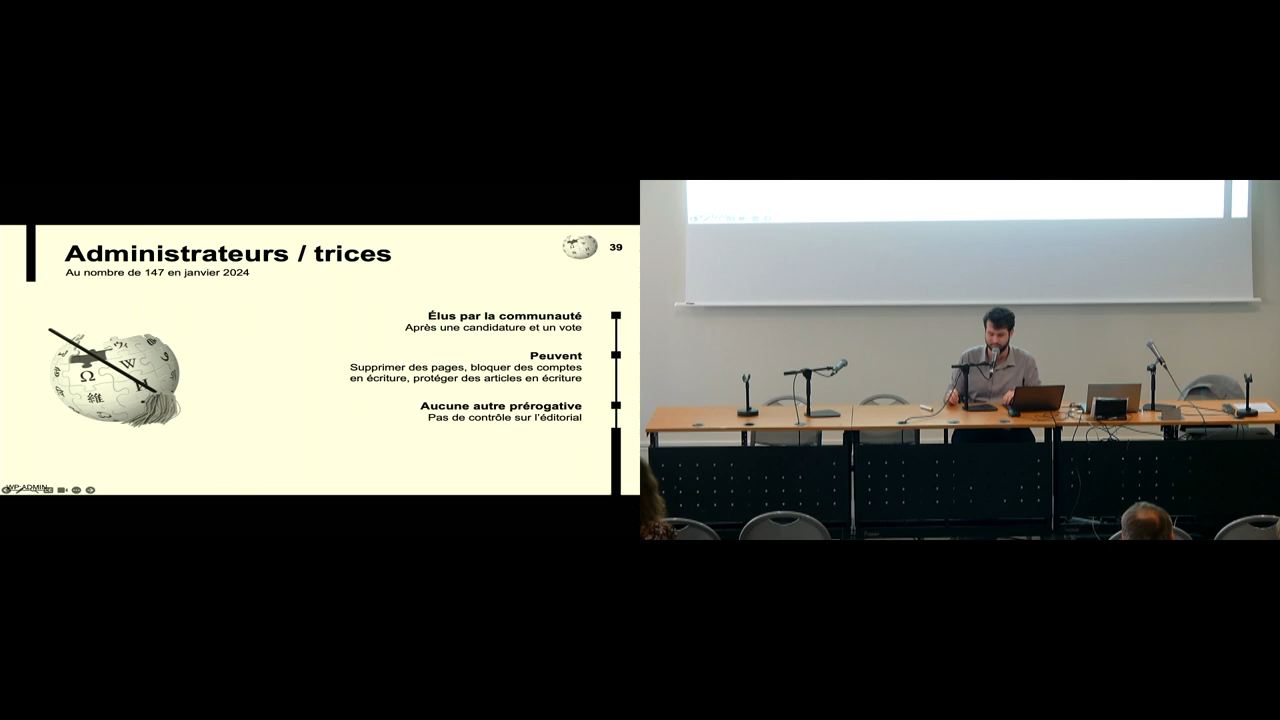 Administrateurs / trices
39
Au nombre de 147 en janvier 2024
Élus par la communauté
Après une candidature et un vote
Peuvent
Supprimer des pages, bloquer des comptes
en écriture, protéger des articles en écriture
Aucune autre prérogative
Pas de contrôle sur l'éditorial
Ω
W
維
WP:ADMIN